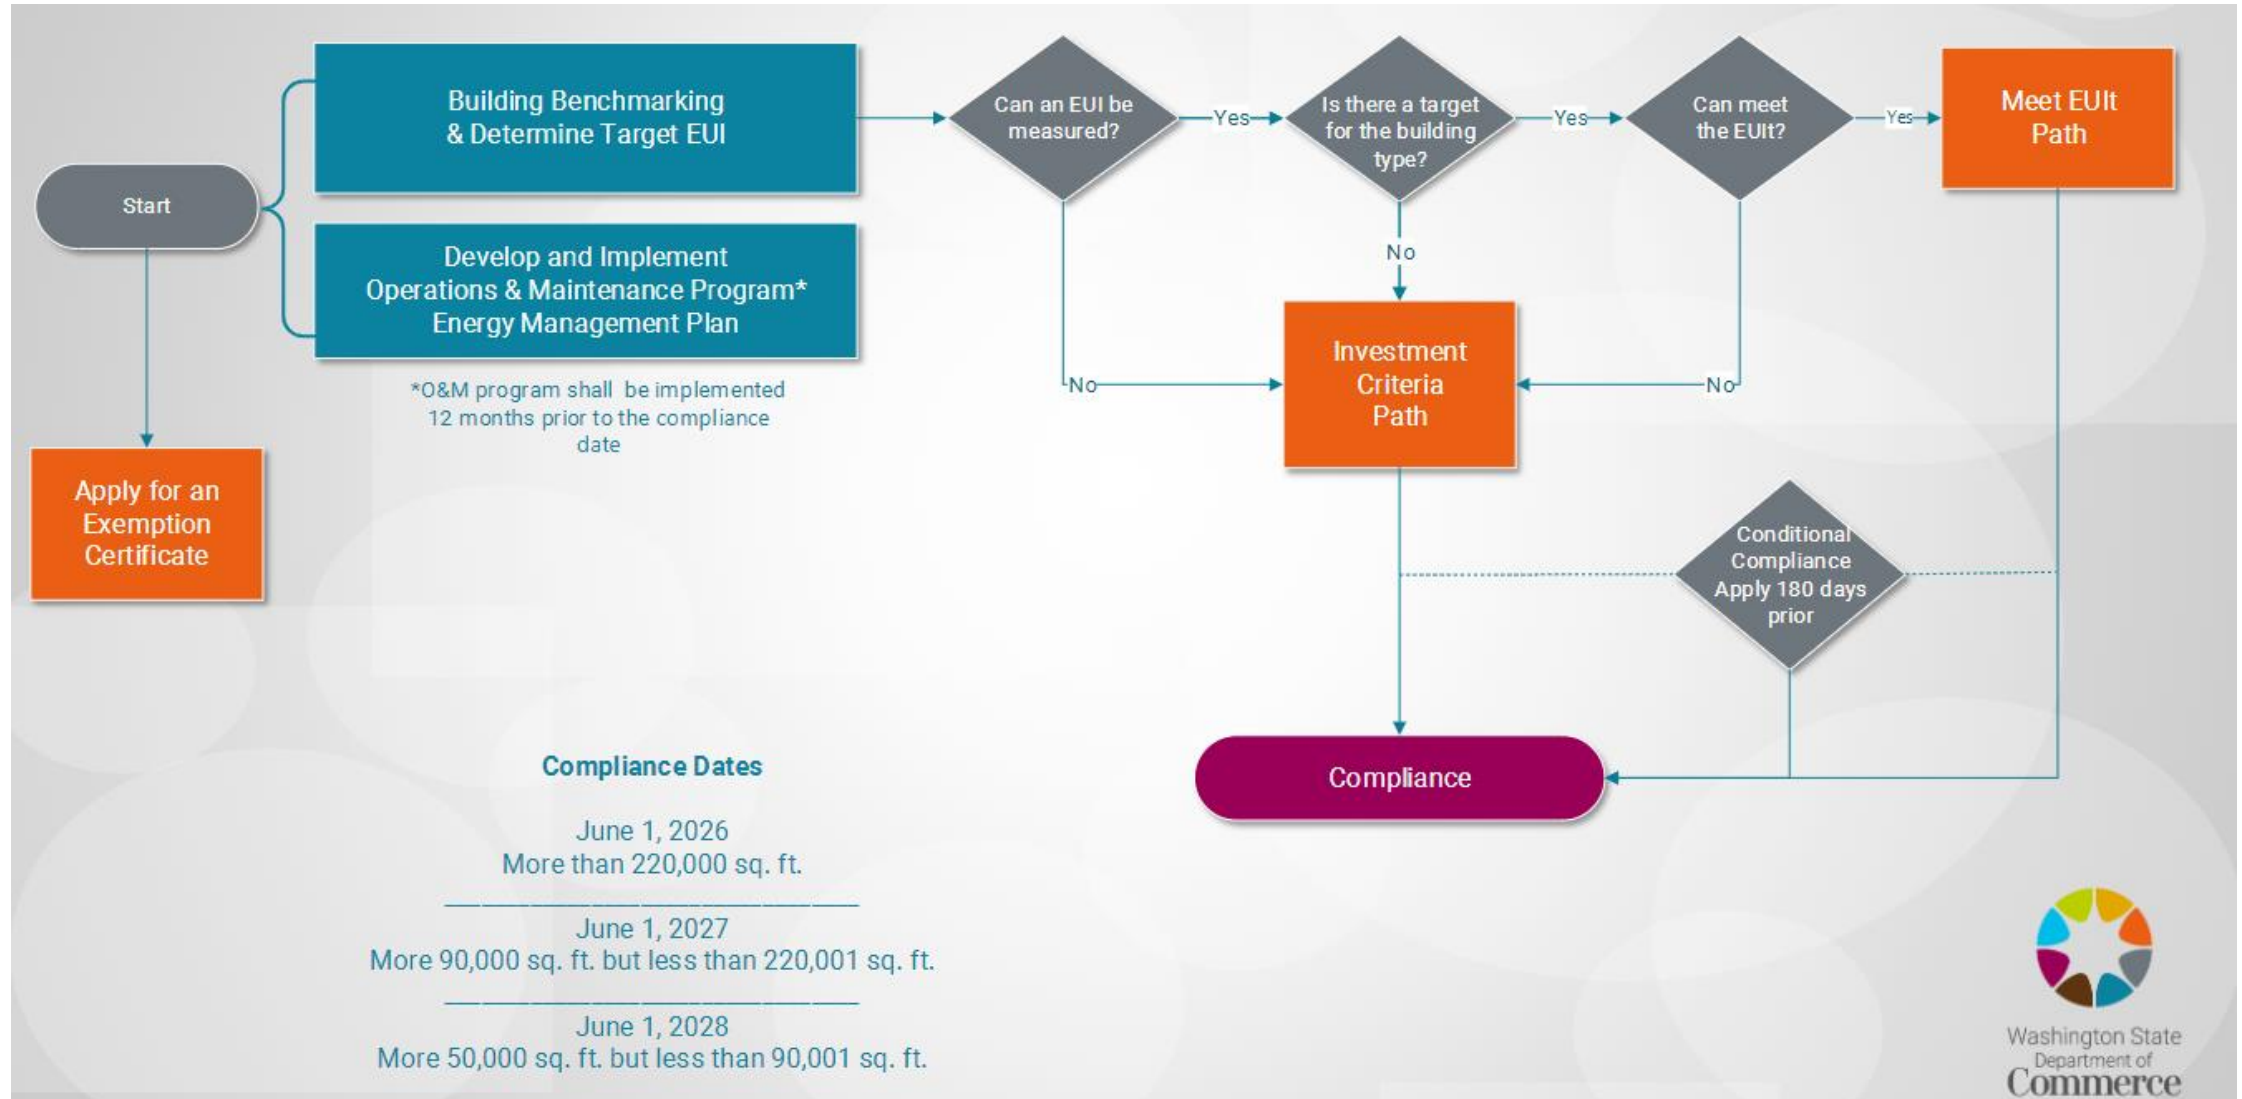 Start
Building Benchmarking
& Determine Target EUI
Develop and Implement
Operations & Maintenance Program*
Energy Management Plan
*O&M program shall be implemented
12 months prior to the compliance
date
Apply for an
Exemption
Certificate
Can an EUI be
measured?
Yes
No
Is there a target
for the building
type?
Yes
No
Can meet
the EUIt?
Yes
No
Meet EUIt
Path
Investment
Criteria
Path
Conditional
Compliance
Apply 180 days
prior
Compliance
Compliance Dates
June 1, 2026
More than 220,000 sq. ft.
June 1, 2027
More 90,000 sq. ft. but less than 220,001 sq. ft.
June 1, 2028
More 50,000 sq. ft. but less than 90,001 sq. ft.
Washington State
Department of
Commerce